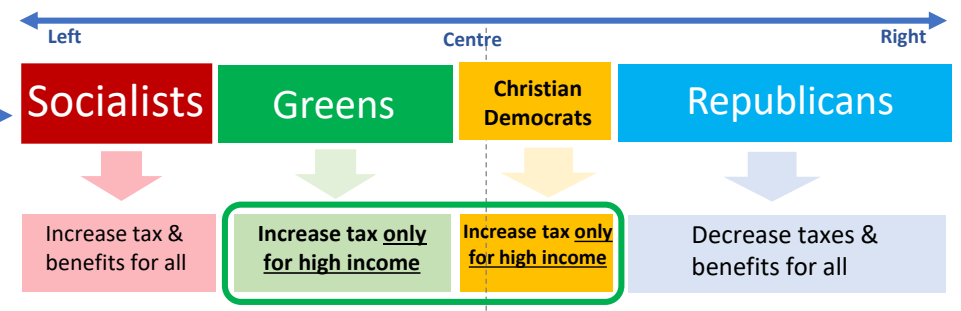 Left Centre Right
Socialists Greens Christian Democrats Republicans
Increase tax &
benefits for all
Increase tax only
for high income
Increase tax only
for high income
Decrease taxes &
benefits for all